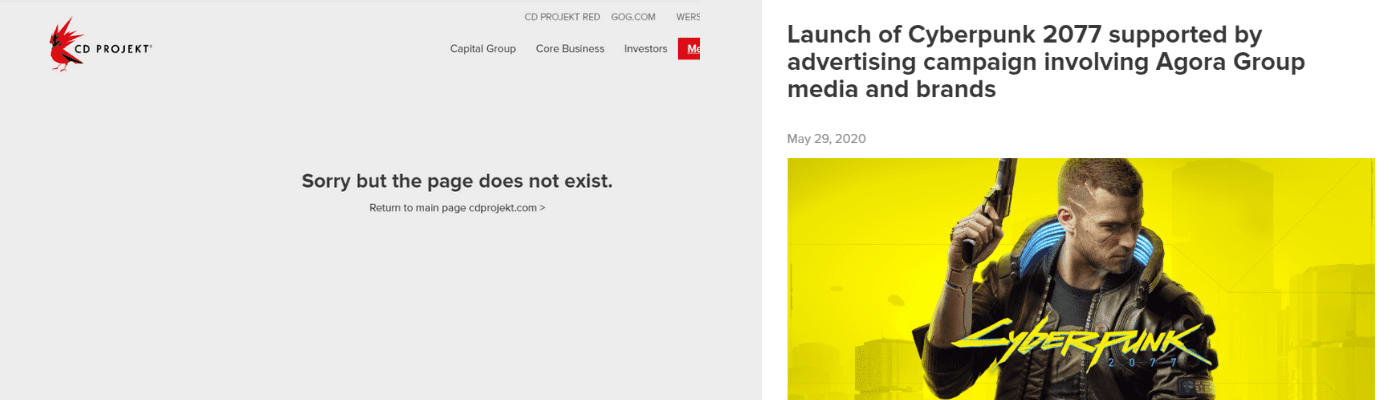 CD PROJEKT RED GOG.COM WERS
CD PROJEKT®
Capital Group Core Business Investors Me
Sorry but the page does not exist.
Return to main page cdprojekt.com >
Launch of Cyberpunk 2077 supported by
advertising campaign involving Agora Group
media and brands
May 29, 2020
Cyberpunk
2077